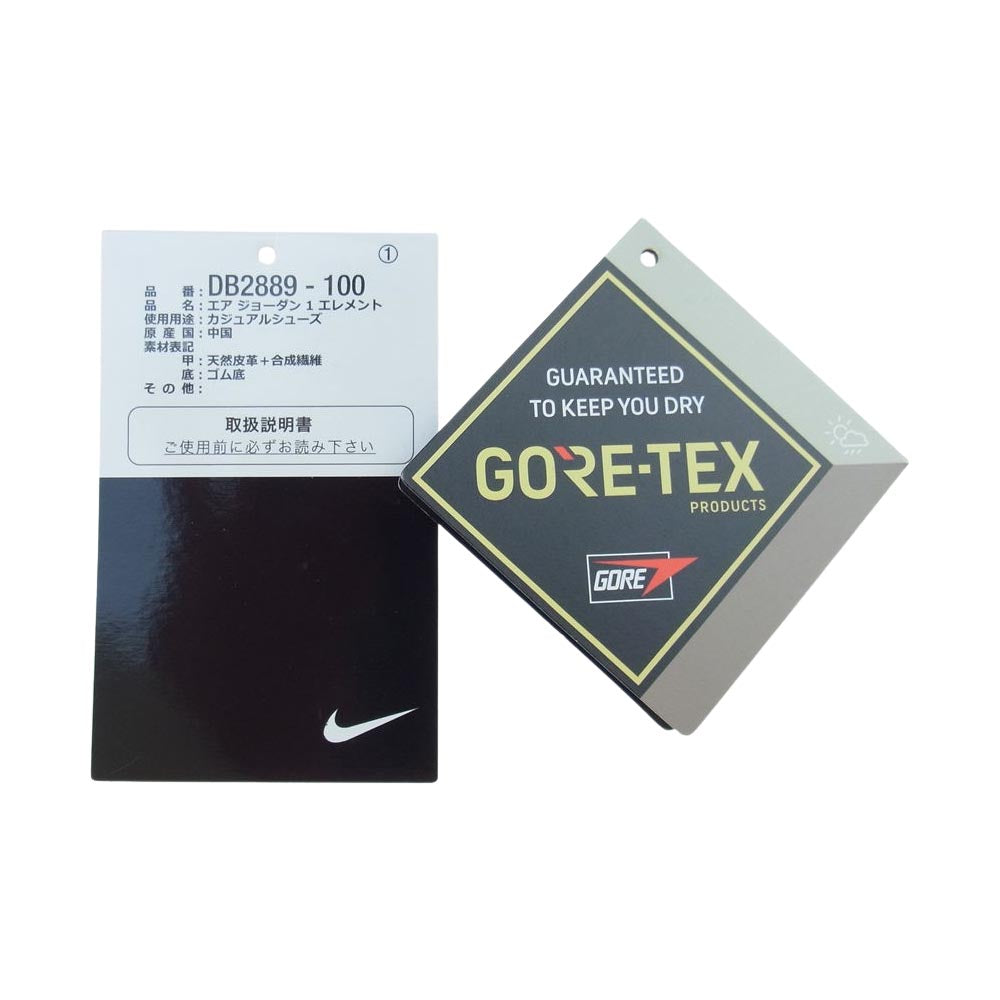 ①
品番：DB2889 - 100
品名：エア ジョーダン 1 エレメント
使用用途：カジュアルシューズ
原産国：中国
素材表記
甲：天然皮革＋合成繊維
底：ゴム底
その他：
取扱説明書
ご使用前に必ずお読み下さい
GUARANTEED
TO KEEP YOU DRY
GORE-TEX
PRODUCTS
GORE